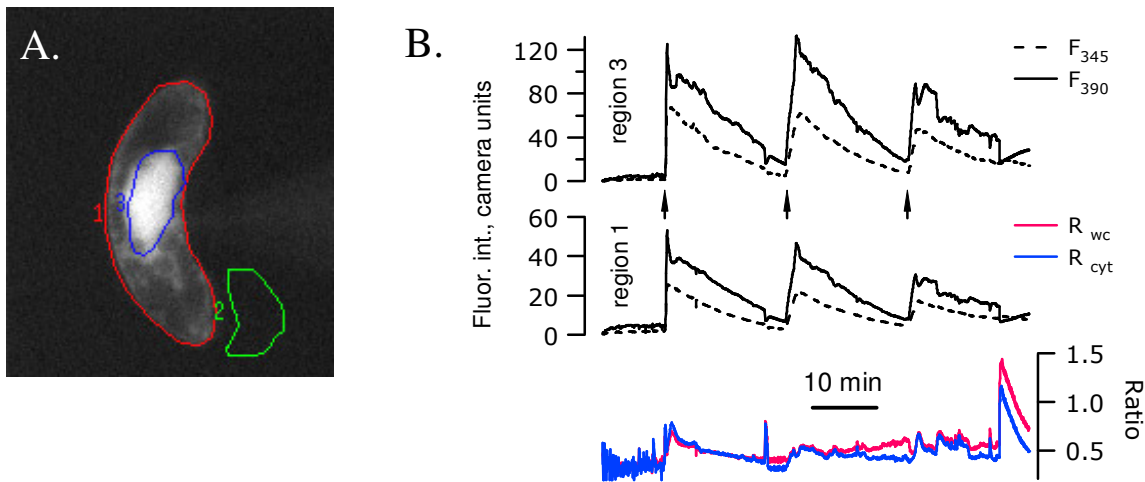 A.
1
3
2
B.
Fluor. int., camera units
120
80
40
0
region 3
F345
F390
60
40
20
0
region 1
R wc
R cyt
10 min
1.5
1.0
0.5
Ratio